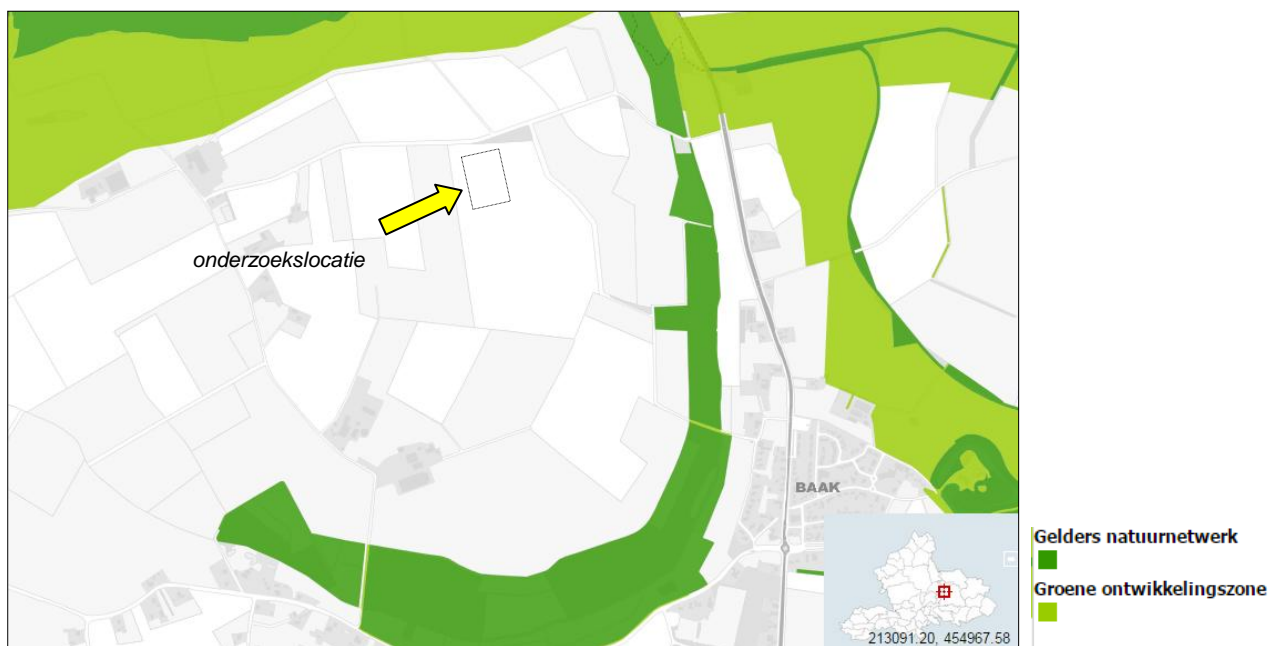 onderzoekslocatie
BAAK
213091.20, 454967.58
Gelders natuurnetwerk
Groene ontwikkelingszone